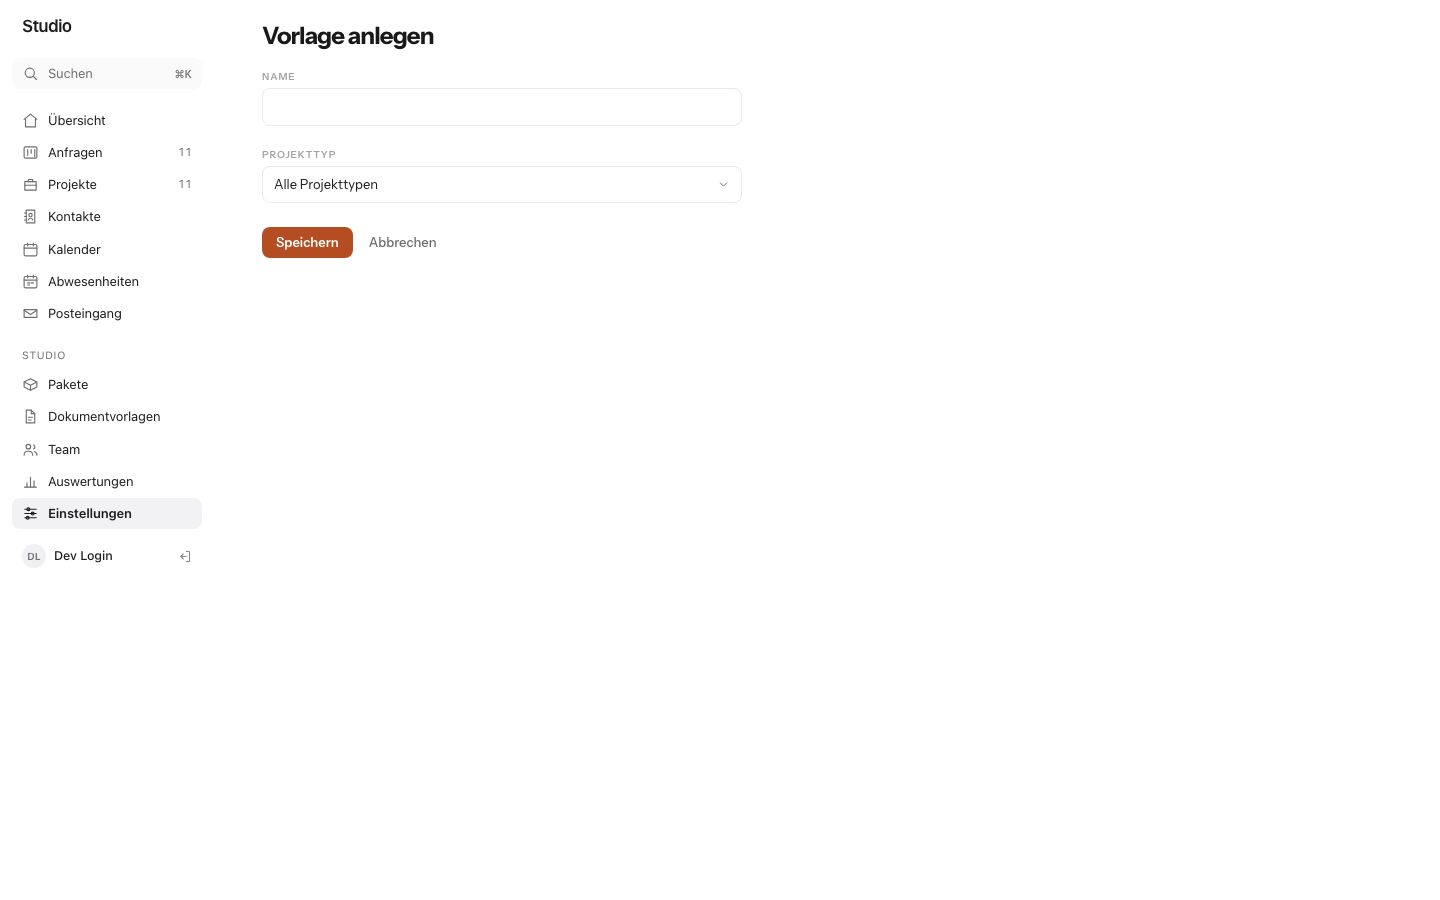 Studio
Suchen ⌘K
Übersicht
Anfragen 11
Projekte 11
Kontakte
Kalender
Abwesenheiten
Posteingang
STUDIO
Pakete
Dokumentvorlagen
Team
Auswertungen
Einstellungen
DL Dev Login
Vorlage anlegen
NAME
PROJEKTTYP
Alle Projekttypen
Speichern Abbrechen